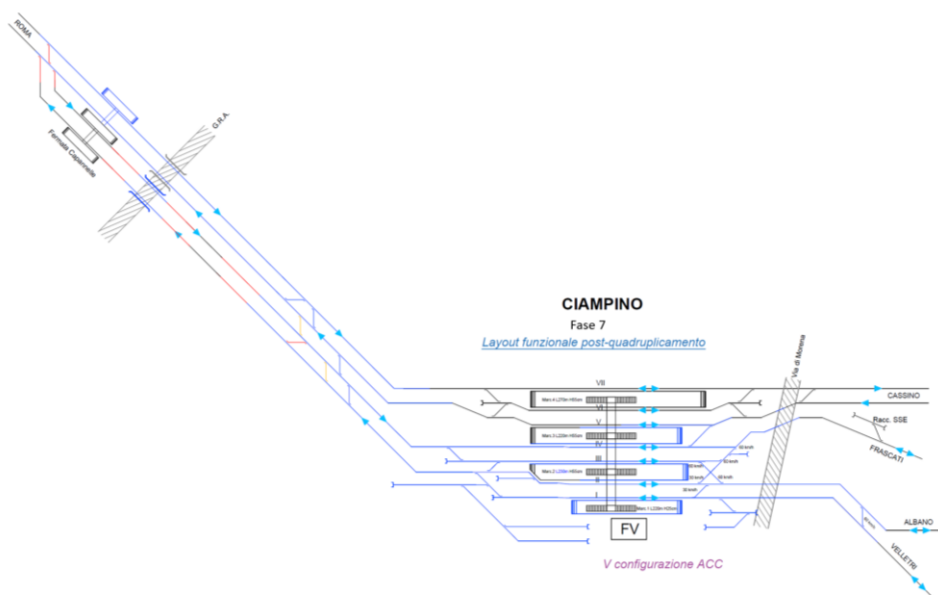 ROMA
G.R.A.
Fermata Capannelle
CIAMPINO
Fase 7
Layout funzionale post-quadruplicamento
Via di Morena
VII
CASSINO
VI
Racc. SSE
V
FRASCATI
IV
III
II
I
FV
ALBANO
VELLETRI
V configurazione ACC